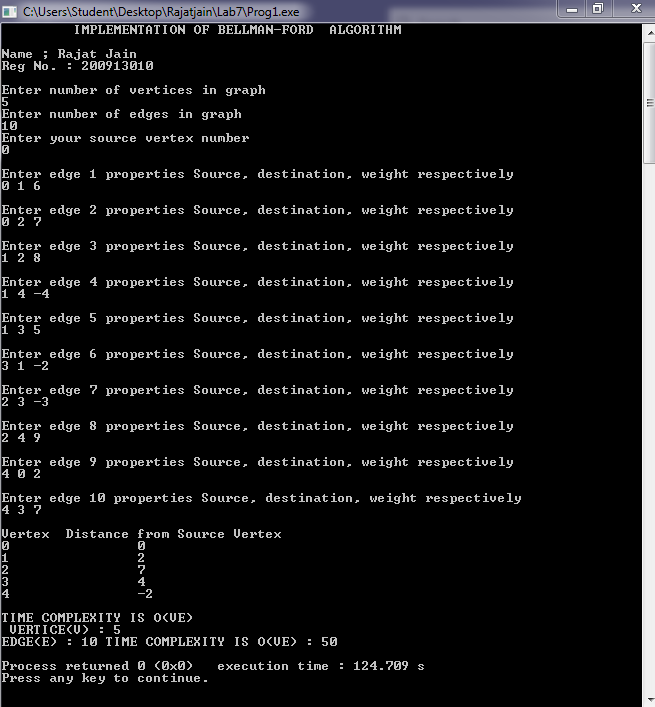 C:\Users\Student\Desktop\Rajatjain\Lab7\Prog1.exe
IMPLEMENTATION OF BELLMAN-FORD  ALGORITHM
Name ; Rajat Jain
Reg No. : 200913010
Enter number of vertices in graph
5
Enter number of edges in graph
10
Enter your source vertex number
0
Enter edge 1 properties Source, destination, weight respectively
0 1 6
Enter edge 2 properties Source, destination, weight respectively
0 2 7
Enter edge 3 properties Source, destination, weight respectively
1 2 8
Enter edge 4 properties Source, destination, weight respectively
1 4 -4
Enter edge 5 properties Source, destination, weight respectively
1 3 5
Enter edge 6 properties Source, destination, weight respectively
3 1 -2
Enter edge 7 properties Source, destination, weight respectively
2 3 -3
Enter edge 8 properties Source, destination, weight respectively
2 4 9
Enter edge 9 properties Source, destination, weight respectively
4 0 2
Enter edge 10 properties Source, destination, weight respectively
4 3 7
Vertex  Distance from Source Vertex
0                0
1                2
2                7
3                4
4                -2
TIME COMPLEXITY IS O(VE)
VERTICE(V) : 5
EDGE(E) : 10 TIME COMPLEXITY IS O(VE) : 50
Process returned 0 (0x0)   execution time : 124.709 s
Press any key to continue.